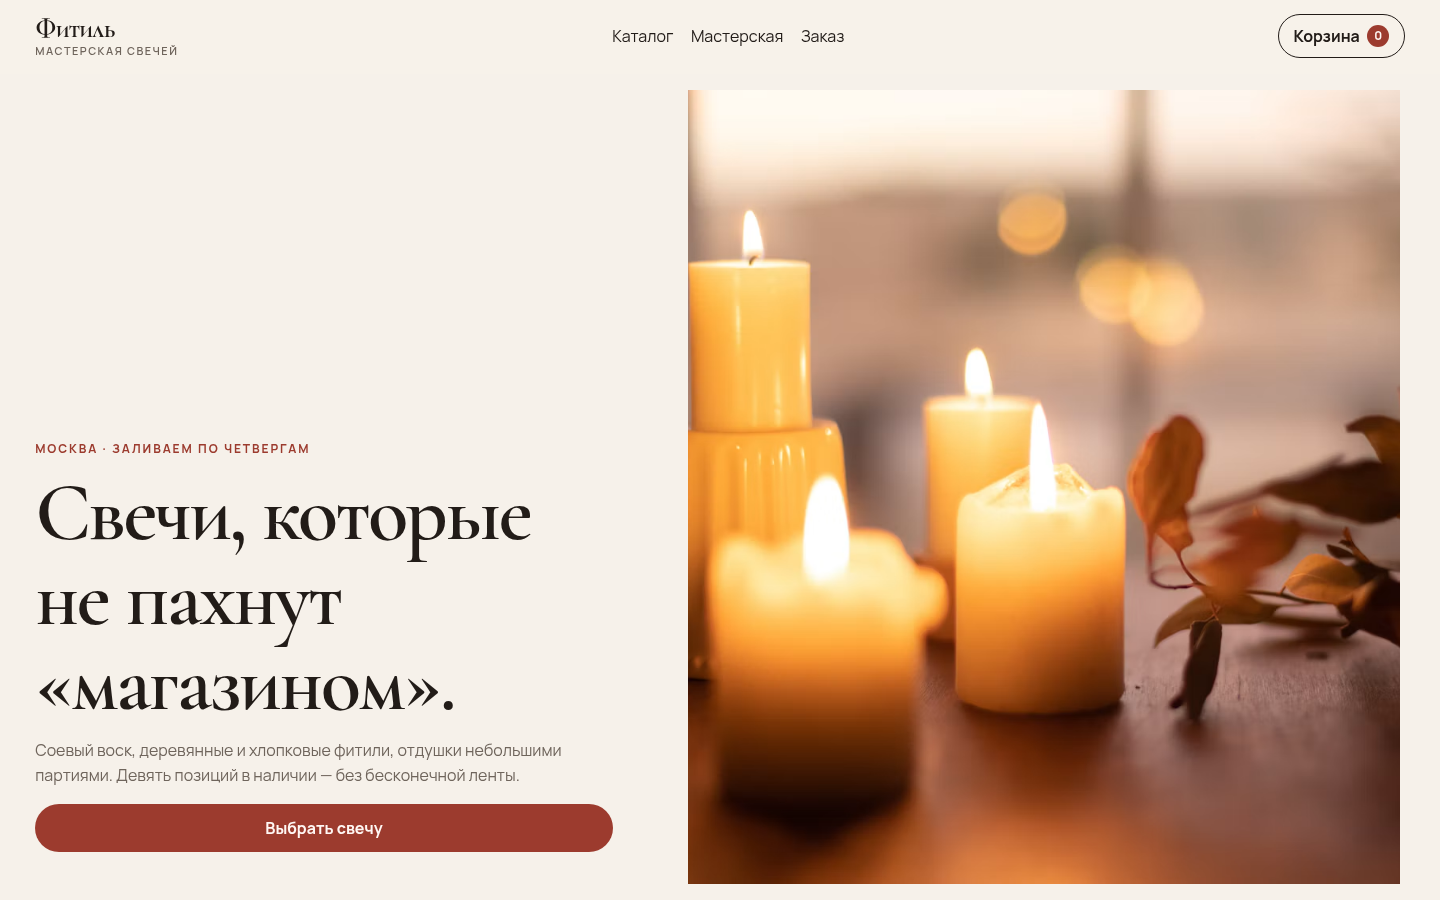 Фитиль
МАСТЕРСКАЯ СВЕЧЕЙ
Каталог Мастерская Заказ
Корзина 0
МОСКВА · ЗАЛИВАЕМ ПО ЧЕТВЕРГАМ
Свечи, которые
не пахнут
«магазином».
Соевый воск, деревянные и хлопковые фитили, отдушки небольшими
партиями. Девять позиций в наличии — без бесконечной ленты.
Выбрать свечу